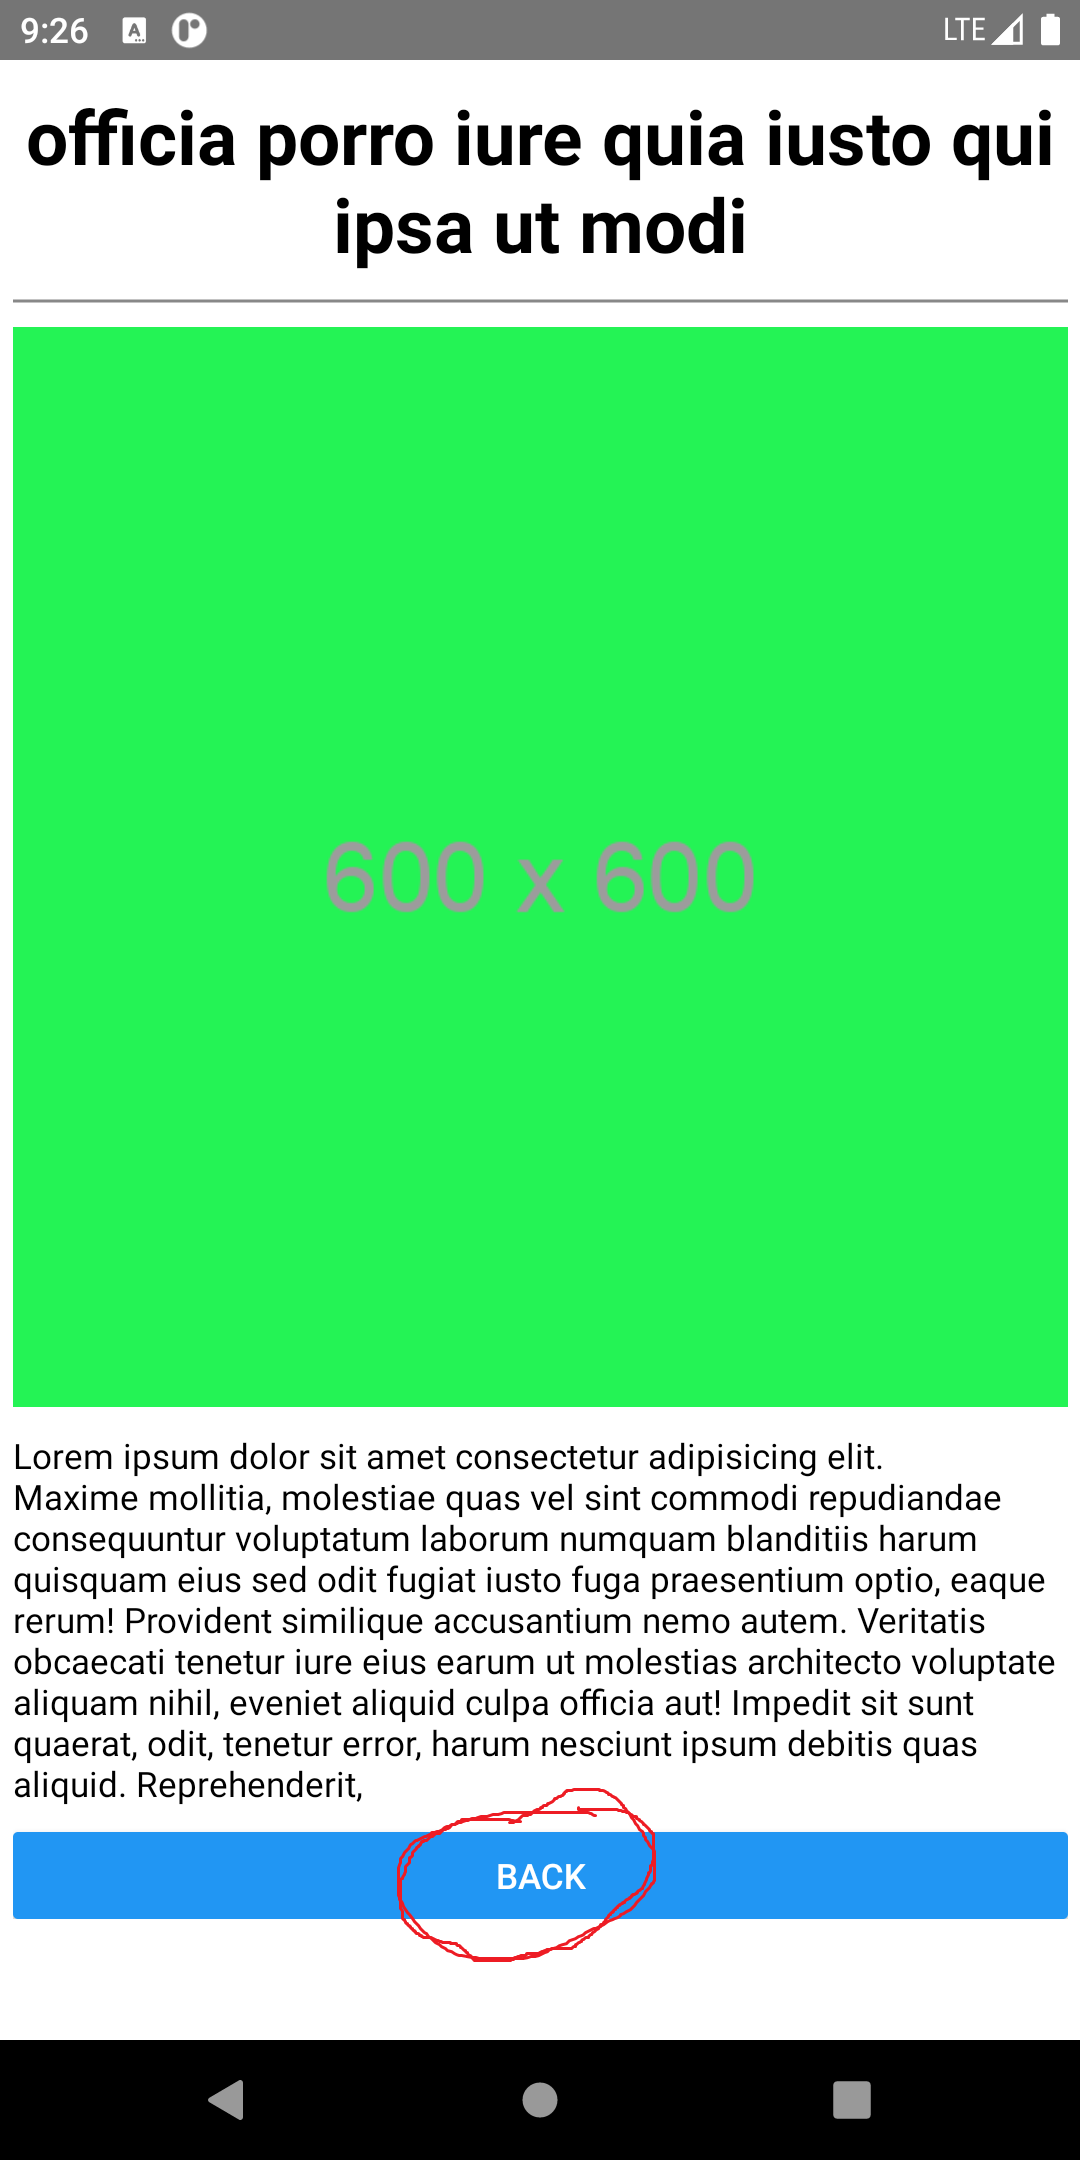 9:26 A LTE
officia porro iure quia iusto qui
ipsa ut modi
600 x 600
Lorem ipsum dolor sit amet consectetur adipisicing elit.
Maxime mollitia, molestiae quas vel sint commodi repudiandae
consequuntur voluptatum laborum numquam blanditiis harum
quisquam eius sed odit fugiat iusto fuga praesentium optio, eaque
rerum! Provident similique accusantium nemo autem. Veritatis
obcaecati tenetur iure eius earum ut molestias architecto voluptate
aliquam nihil, eveniet aliquid culpa officia aut! Impedit sit sunt
quaerat, odit, tenetur error, harum nesciunt ipsum debitis quas
aliquid. Reprehenderit,
BACK